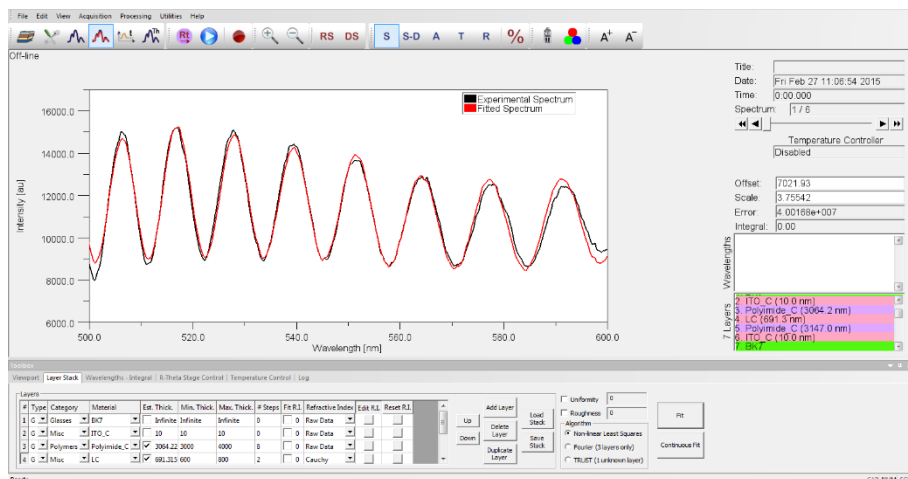 File Edit View Acquisition Processing Utilities Help
Rt RS DS S S-D A T R % A+ A-
Off-line
Title:
Date: Fri Feb 27 11:06:54 2015
Time: 0:00.000
Spectrum: 1 / 6
Temperature Controller
Disabled
Offset: 7021.93
Scale: 3.75542
Error: 4.00168e+007
Integral: 0.00
Wavelengths
7 Layers
2. ITO_C (10.0 nm)
3. Polyimide_C (3064.2 nm)
4. LC (691.3 nm)
5. Polyimide_C (3147.0 nm)
6. ITO_C (10.0 nm)
7. BK7
Experimental Spectrum
Fitted Spectrum
Intensity [au]
16000.0
14000.0
12000.0
10000.0
8000.0
6000.0
500.0 520.0 540.0 560.0 580.0 600.0
Wavelength [nm]
Toolbox
Viewport Layer Stack Wavelengths - Integral R-Theta Stage Control Temperature Control Log
Layers
# Type Category Material Est. Thick. Min. Thick. Max. Thick. # Steps Fit R.I. Refractive Index Edit R.I. Reset R.I.
1 G Glasses BK7 Infinite Infinite Infinite 0 0 Raw Data
2 G Misc ITO_C 10 10 10 0 0 Raw Data
3 G Polymers Polyimide_C 3064.22 3000 4000 8 0 Raw Data
4 G Misc LC 691.315 600 800 2 0 Cauchy
Up
Down
Add Layer
Delete Layer
Duplicate Layer
Load Stack
Save Stack
Uniformity 0
Roughness 0
Algorithm
Non-linear Least Squares
Fourier (3 layers only)
TRUST (1 unknown layer)
Fit
Continuous Fit